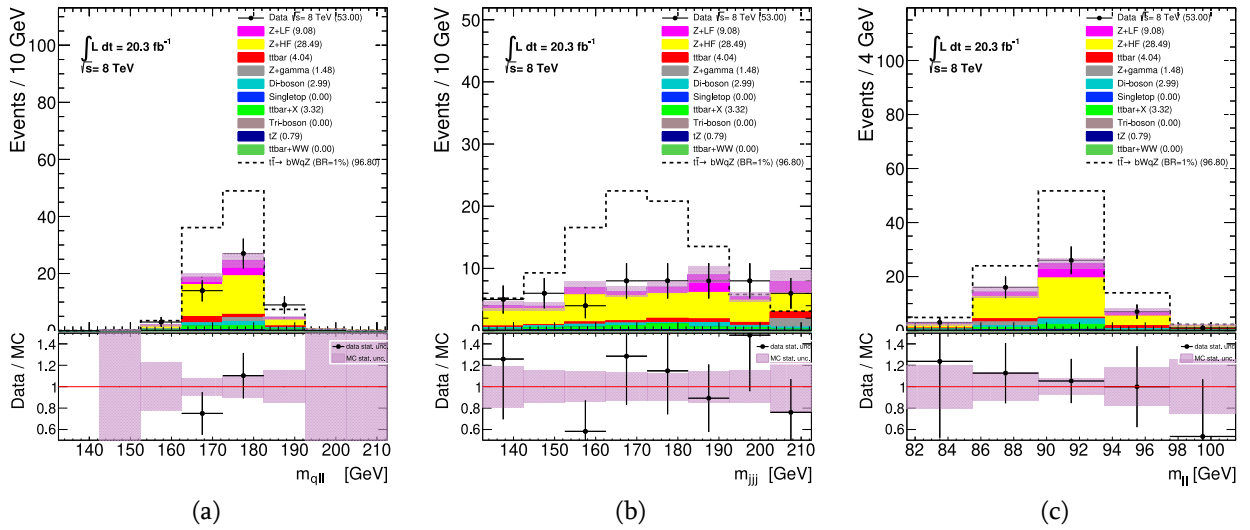 Events / 10 GeV
100
80
60
40
20
∫ L dt = 20.3 fb⁻¹
√s= 8 TeV
Data √s= 8 TeV (53.00)
Z+LF (9.08)
Z+HF (28.49)
ttbar (4.04)
Z+gamma (1.48)
Di-boson (2.99)
Singletop (0.00)
ttbar+X (3.32)
Tri-boson (0.00)
tZ (0.79)
ttbar+WW (0.00)
tt̄→ bWqZ (BR=1%) (96.80)
0
Data / MC
1.4
1.2
1
0.8
0.6
data stat. unc.
MC stat. unc.
140 150 160 170 180 190 200 210
m_qll [GeV]
(a)
Events / 10 GeV
50
40
30
20
10
0
∫ L dt = 20.3 fb⁻¹
√s= 8 TeV
Data √s= 8 TeV (53.00)
Z+LF (9.08)
Z+HF (28.49)
ttbar (4.04)
Z+gamma (1.48)
Di-boson (2.99)
Singletop (0.00)
ttbar+X (3.32)
Tri-boson (0.00)
tZ (0.79)
ttbar+WW (0.00)
tt̄→ bWqZ (BR=1%) (96.80)
Data / MC
1.4
1.2
1
0.8
0.6
data stat. unc.
MC stat. unc.
140 150 160 170 180 190 200 210
m_jjj [GeV]
(b)
Events / 4 GeV
120
100
80
60
40
20
0
∫ L dt = 20.3 fb⁻¹
√s= 8 TeV
Data √s= 8 TeV (53.00)
Z+LF (9.08)
Z+HF (28.49)
ttbar (4.04)
Z+gamma (1.48)
Di-boson (2.99)
Singletop (0.00)
ttbar+X (3.32)
Tri-boson (0.00)
tZ (0.79)
ttbar+WW (0.00)
tt̄→ bWqZ (BR=1%) (96.80)
Data / MC
1.4
1.2
1
0.8
0.6
data stat. unc.
MC stat. unc.
82 84 86 88 90 92 94 96 98 100
m_ll [GeV]
(c)